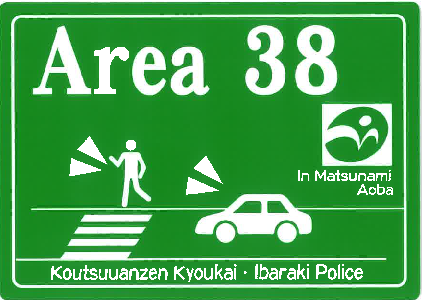 Area 38
In Matsunami
Aoba
Koutsuuanzen Kyoukai · Ibaraki Police